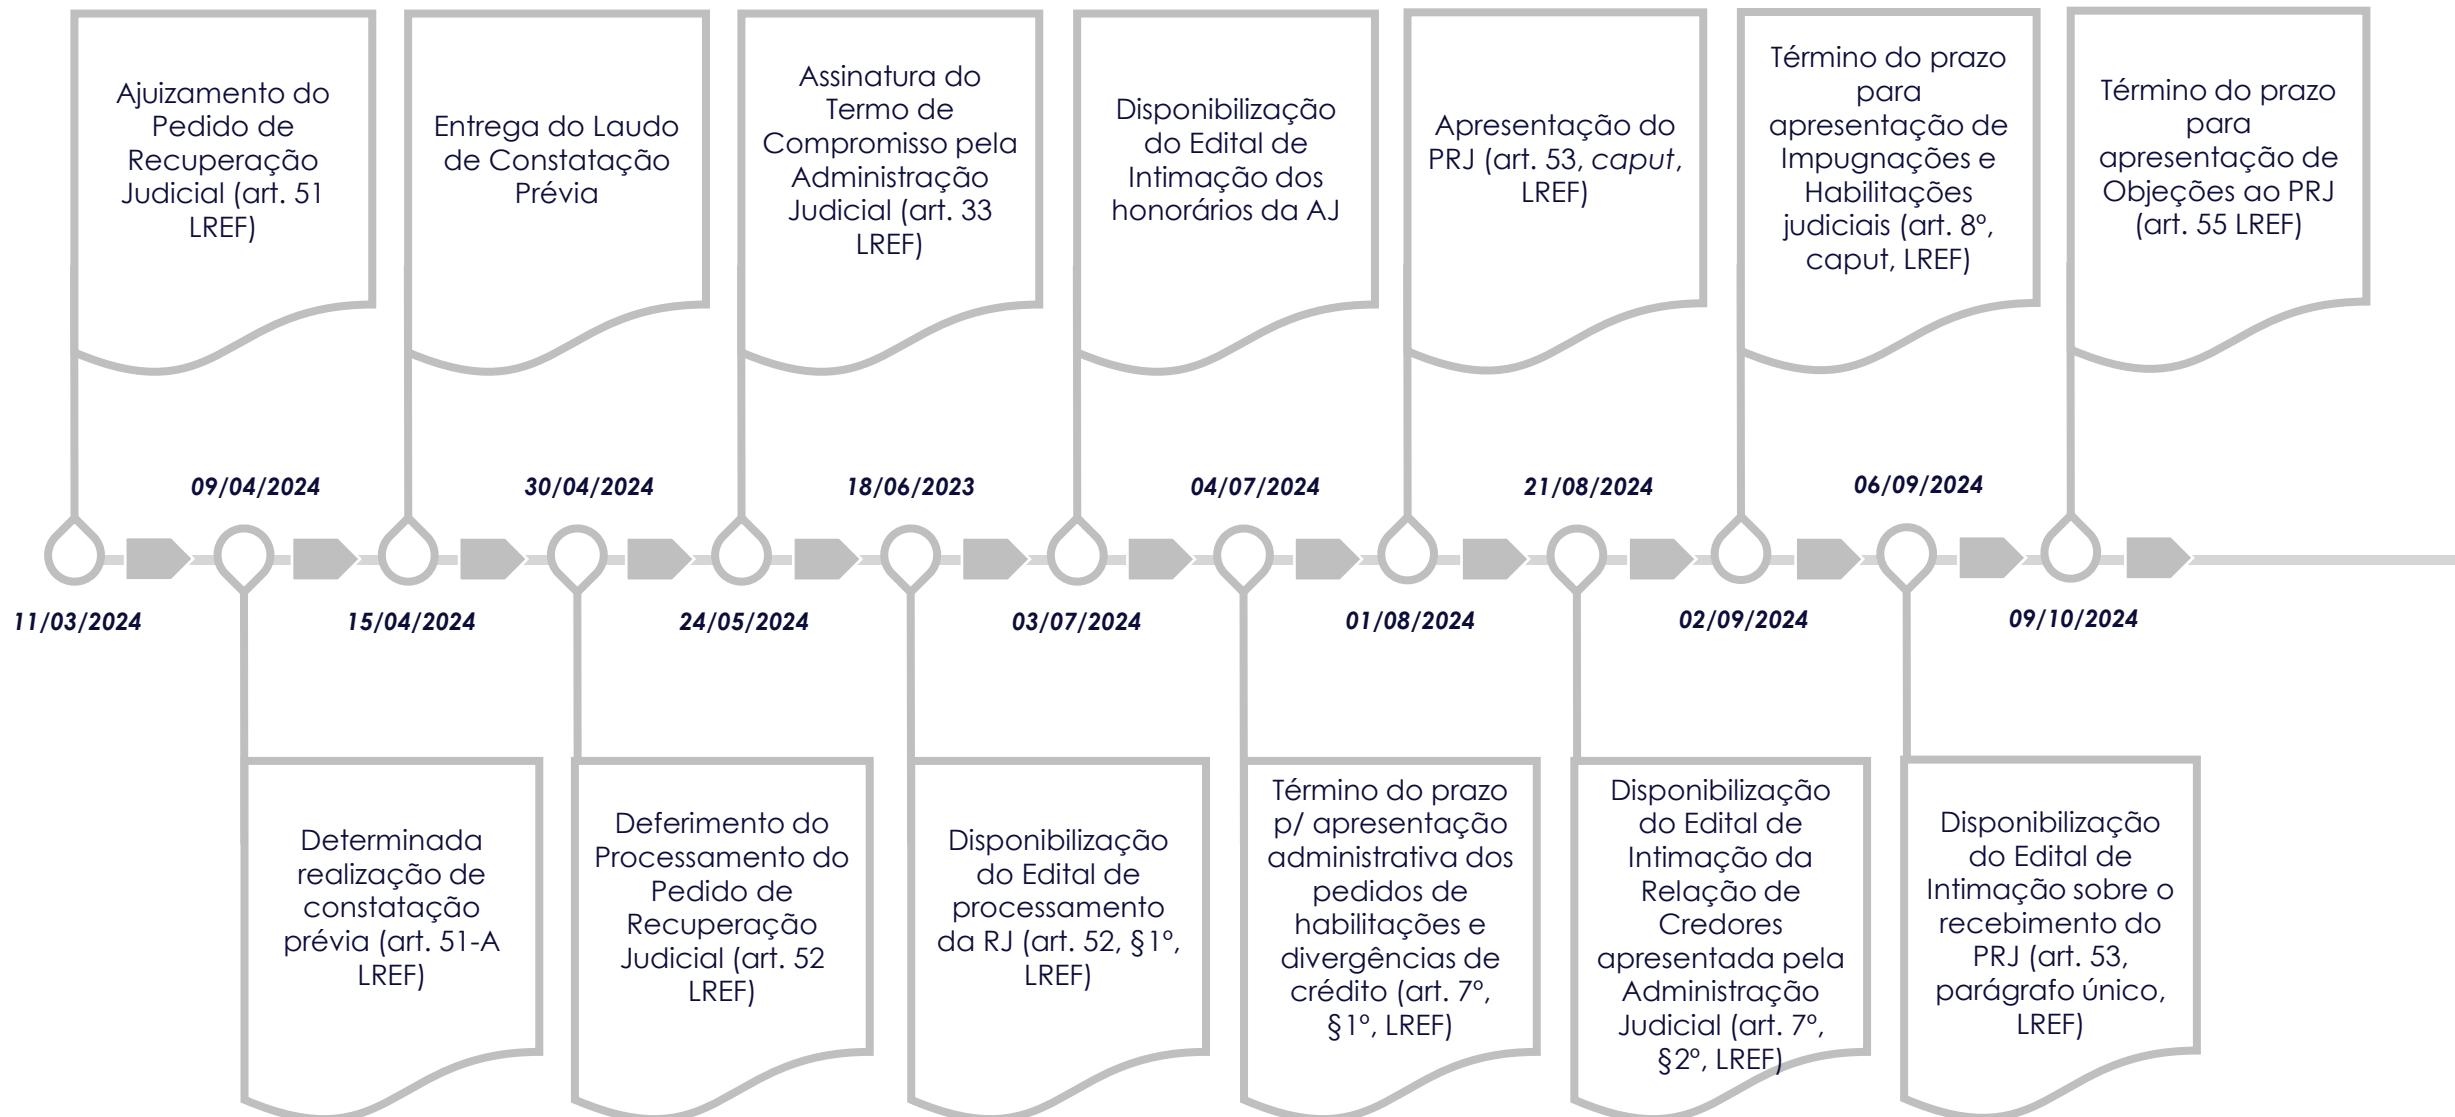 Ajuizamento do
Pedido de
Recuperação
Judicial (art. 51
LREF)
Entrega do Laudo
de Constatação
Prévia
Assinatura do
Termo de
Compromisso pela
Administração
Judicial (art. 33
LREF)
Disponibilização
do Edital de
Intimação dos
honorários da AJ
Apresentação do
PRJ (art. 53, caput,
LREF)
Término do prazo
para
apresentação de
Impugnações e
Habilitações
judiciais (art. 8º,
caput, LREF)
Término do prazo
para
apresentação de
Objeções ao PRJ
(art. 55 LREF)
09/04/2024
30/04/2024
18/06/2023
04/07/2024
21/08/2024
06/09/2024
11/03/2024
15/04/2024
24/05/2024
03/07/2024
01/08/2024
02/09/2024
09/10/2024
Determinada
realização de
constatação
prévia (art. 51-A
LREF)
Deferimento do
Processamento do
Pedido de
Recuperação
Judicial (art. 52
LREF)
Disponibilização
do Edital de
processamento
da RJ (art. 52, §1º,
LREF)
Término do prazo
p/ apresentação
administrativa dos
pedidos de
habilitações e
divergências de
crédito (art. 7º,
§1º, LREF)
Disponibilização
do Edital de
Intimação da
Relação de
Credores
apresentada pela
Administração
Judicial (art. 7º,
§2º, LREF)
Disponibilização
do Edital de
Intimação sobre o
recebimento do
PRJ (art. 53,
parágrafo único,
LREF)